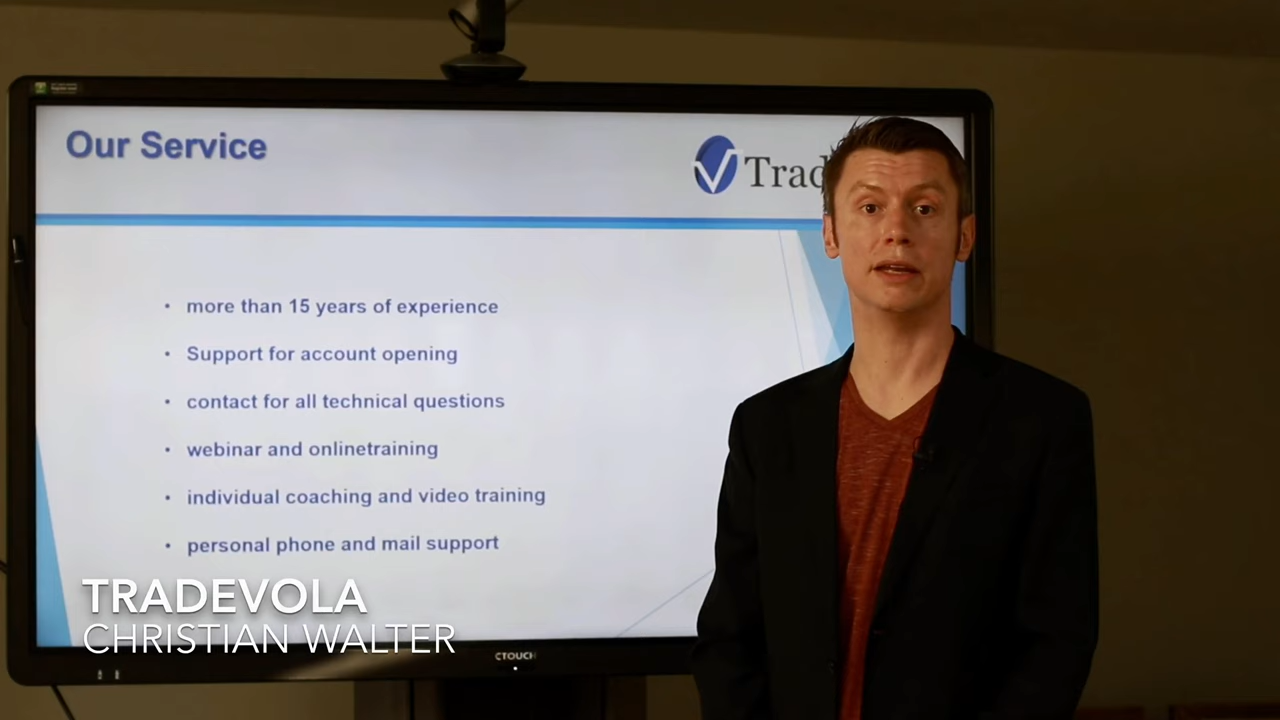 Our Service
Trad
• more than 15 years of experience
• Support for account opening
• contact for all technical questions
• webinar and onlinetraining
• individual coaching and video training
• personal phone and mail support
TRADEVOLA
CHRISTIAN WALTER
CTOUCH